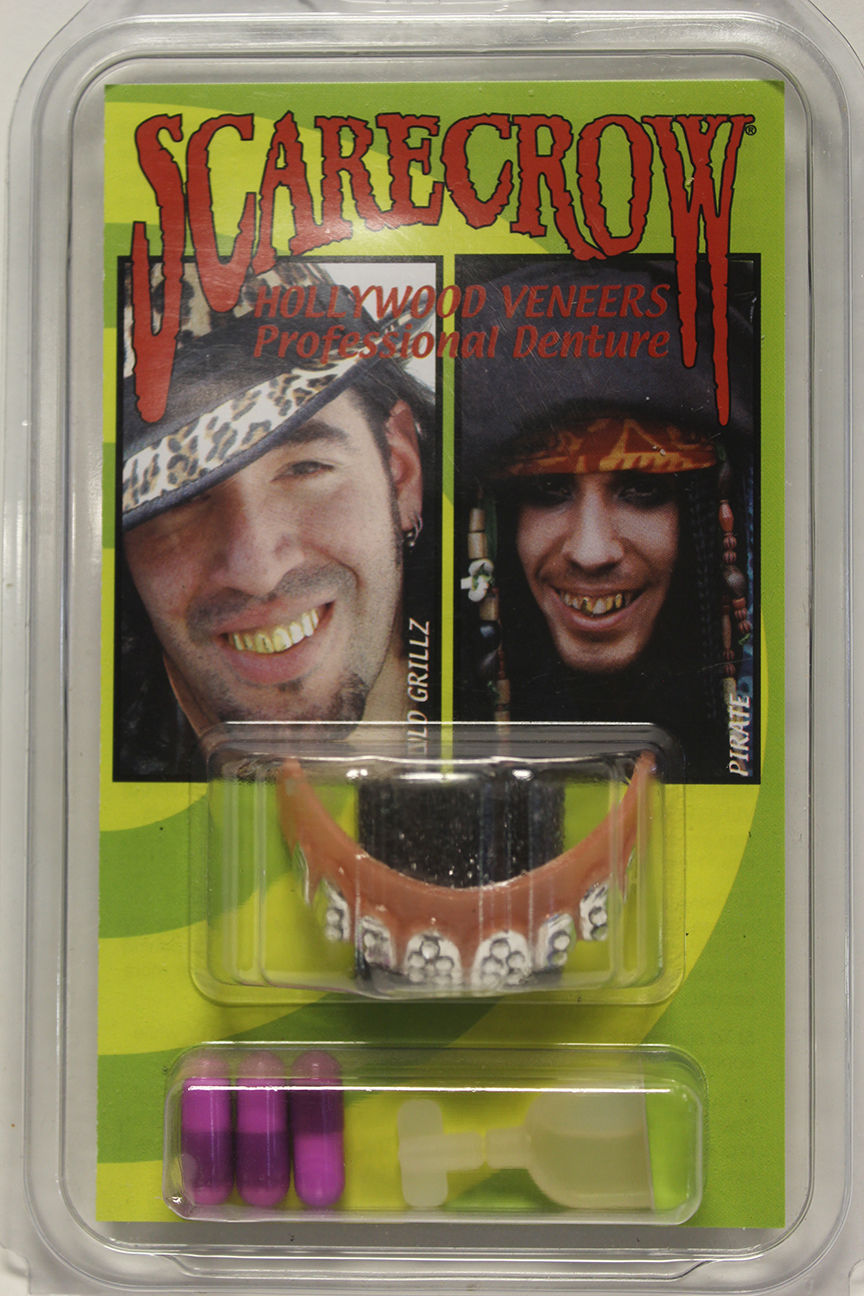 SCARECROW®
HOLLYWOOD VENEERS
Professional Denture
GRILLZ
PIRATE